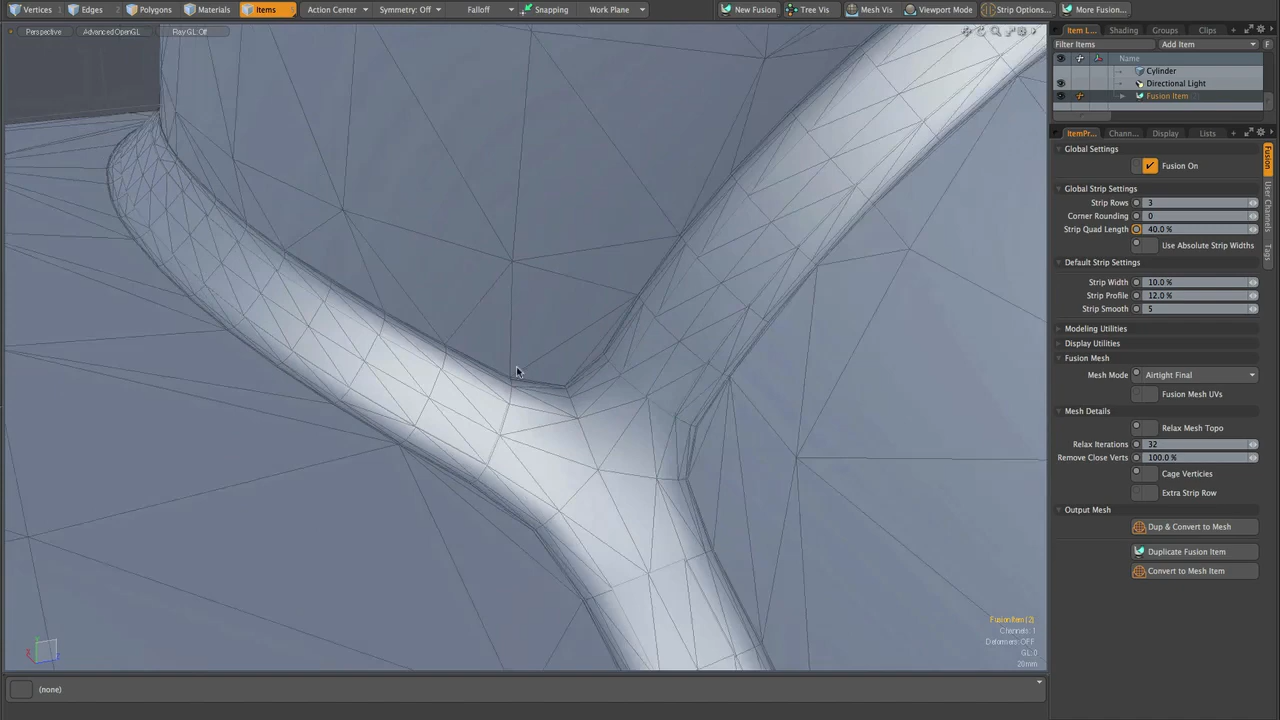 Vertices 1 Edges 2 Polygons Materials Items 5 Action Center Symmetry: Off Falloff Snapping Work Plane New Fusion Tree Vis Mesh Vis Viewport Mode Strip Options... More Fusion...
Perspective Advanced OpenGL Ray GL: Off
Item L... Shading Groups Clips +
Filter Items Add Item F
Name
Cylinder
Directional Light
Fusion Item
ItemPr... Chann... Display Lists +
Global Settings
Fusion On
Global Strip Settings
Strip Rows 3
Corner Rounding 0
Strip Quad Length 40.0 %
Use Absolute Strip Widths
Default Strip Settings
Strip Width 10.0 %
Strip Profile 12.0 %
Strip Smooth 5
Modeling Utilities
Display Utilities
Fusion Mesh
Mesh Mode Airtight Final
Fusion Mesh UVs
Mesh Details
Relax Mesh Topo
Relax Iterations 32
Remove Close Verts 100.0 %
Cage Verticies
Extra Strip Row
Output Mesh
Dup & Convert to Mesh
Duplicate Fusion Item
Convert to Mesh Item
Fusion
User Channels
Tags
Fusion Item (2)
Channels: 1
Deformers: OFF
GL: 0
20mm
(none)